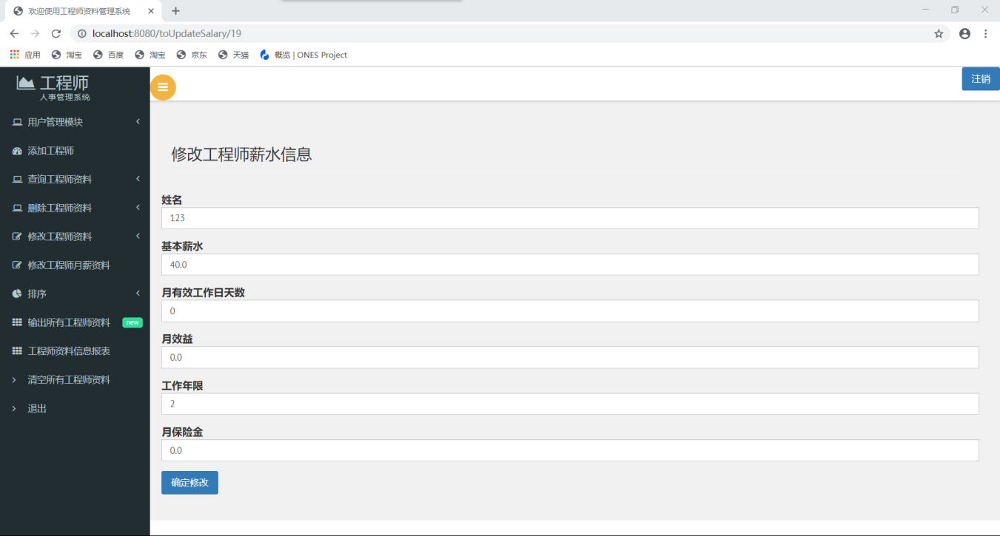 欢迎使用工程师资料管理系统
localhost:8080/toUpdateSalary/19
应用 淘宝 百度 淘宝 京东 天猫 概览 | ONES Project
工程师
人事管理系统
注销
用户管理模块
添加工程师
查询工程师资料
删除工程师资料
修改工程师资料
修改工程师月薪资料
排序
输出所有工程师资料 new
工程师资料信息报表
清空所有工程师资料
退出
修改工程师薪水信息
姓名
123
基本薪水
40.0
月有效工作日天数
0
月效益
0.0
工作年限
2
月保险金
0.0
确定修改